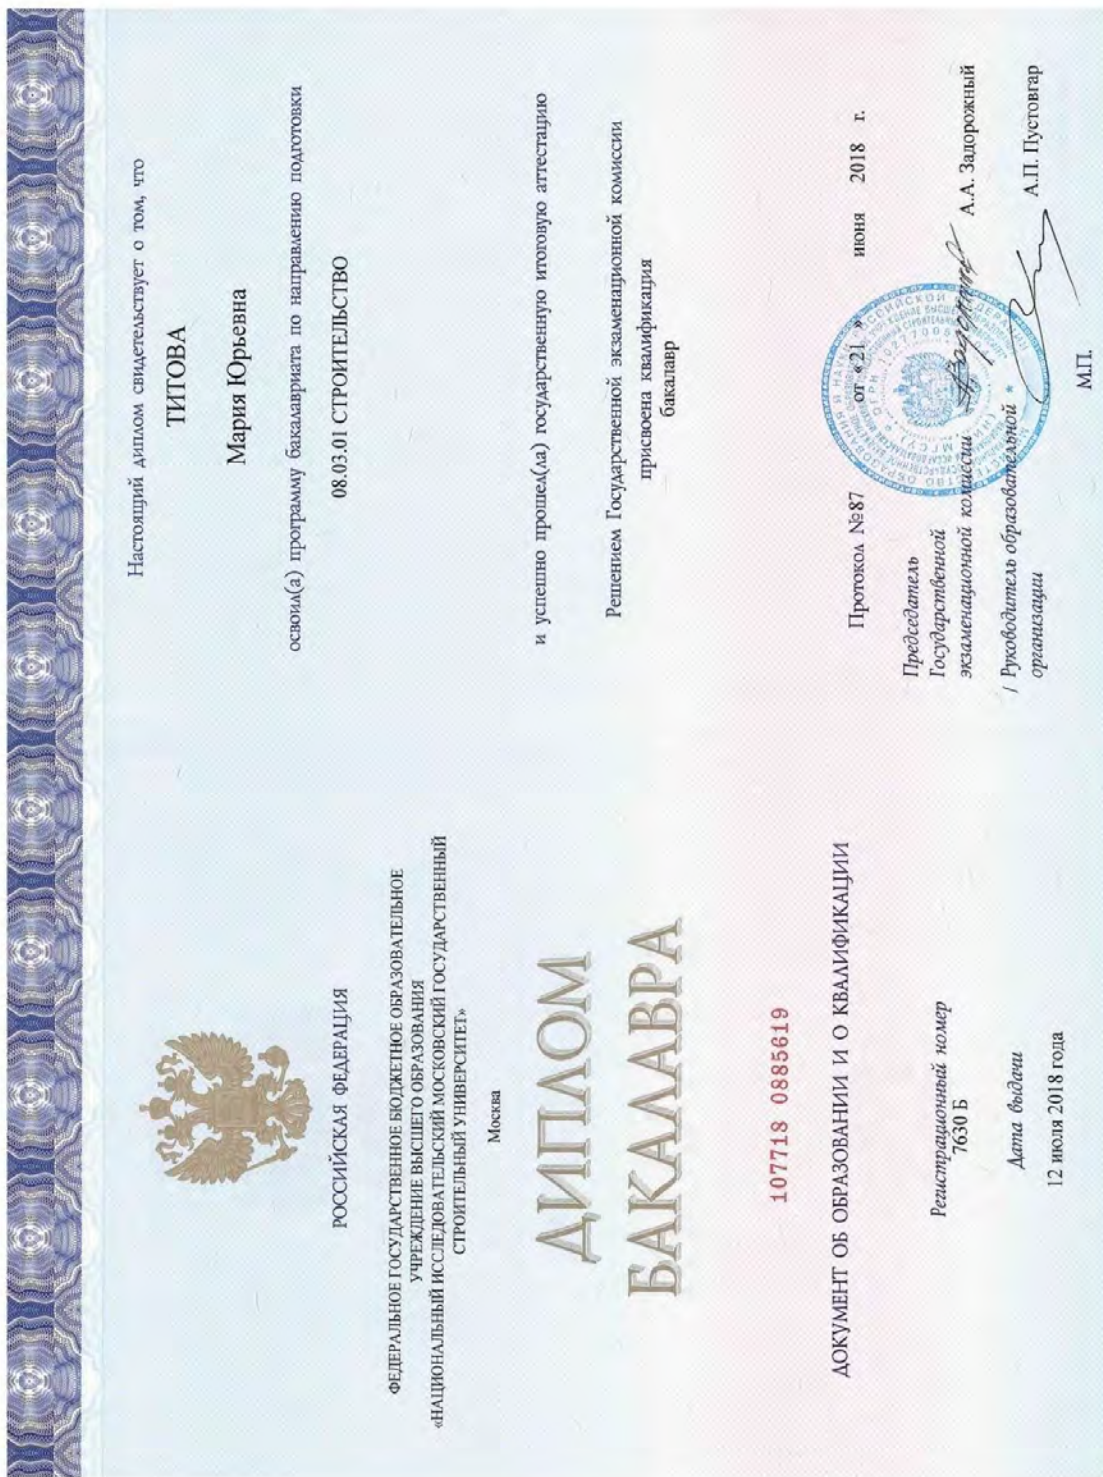 РОССИЙСКАЯ ФЕДЕРАЦИЯ
ФЕДЕРАЛЬНОЕ ГОСУДАРСТВЕННОЕ БЮДЖЕТНОЕ ОБРАЗОВАТЕЛЬНОЕ
УЧРЕЖДЕНИЕ ВЫСШЕГО ОБРАЗОВАНИЯ
«НАЦИОНАЛЬНЫЙ ИССЛЕДОВАТЕЛЬСКИЙ МОСКОВСКИЙ ГОСУДАРСТВЕННЫЙ
СТРОИТЕЛЬНЫЙ УНИВЕРСИТЕТ»
Москва
ДИПЛОМ
БАКАЛАВРА
107718 0885619
ДОКУМЕНТ ОБ ОБРАЗОВАНИИ И О КВАЛИФИКАЦИИ
Регистрационный номер
7630 Б
Дата выдачи
12 июля 2018 года
Настоящий диплом свидетельствует о том, что
ТИТОВА
Мария Юрьевна
освоил(а) программу бакалавриата по направлению подготовки
08.03.01 СТРОИТЕЛЬСТВО
и успешно прошел(ла) государственную итоговую аттестацию
Решением Государственной экзаменационной комиссии
присвоена квалификация
бакалавр
Протокол №87 от «21 » июня 2018 г.
Председатель
Государственной
экзаменационной комиссии А.А. Задорожный
/ Руководитель образовательной А.П. Пустовгар
организации
М.П.